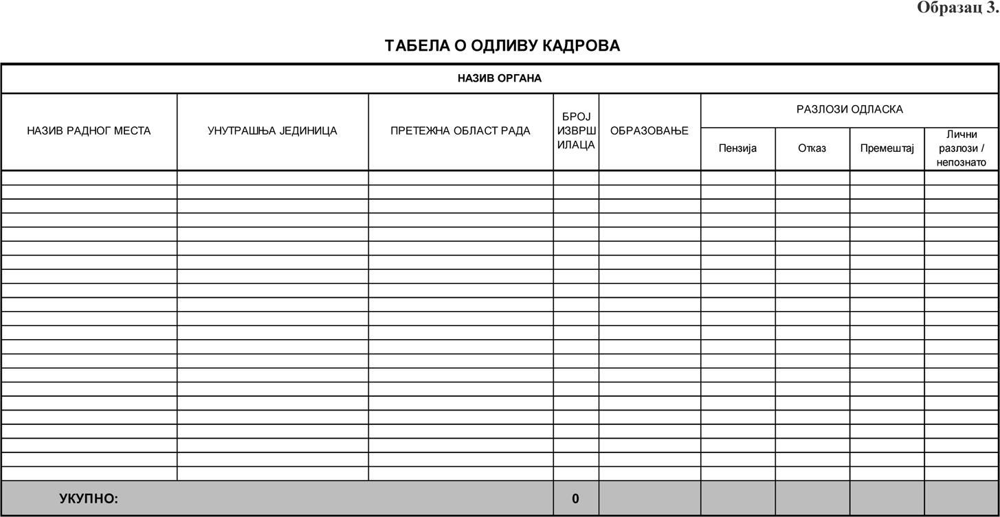 Образац 3.
ТАБЕЛА О ОДЛИВУ КАДРОВА
НАЗИВ ОРГАНА
НАЗИВ РАДНОГ МЕСТА
УНУТРАШЊА ЈЕДИНИЦА
ПРЕТЕЖНА ОБЛАСТ РАДА
БРОЈ
ИЗВРШ
ИЛАЦА
ОБРАЗОВАЊЕ
РАЗЛОЗИ ОДЛАСКА
Пензија
Отказ
Премештај
Лични
разлози /
непознато
УКУПНО:
0